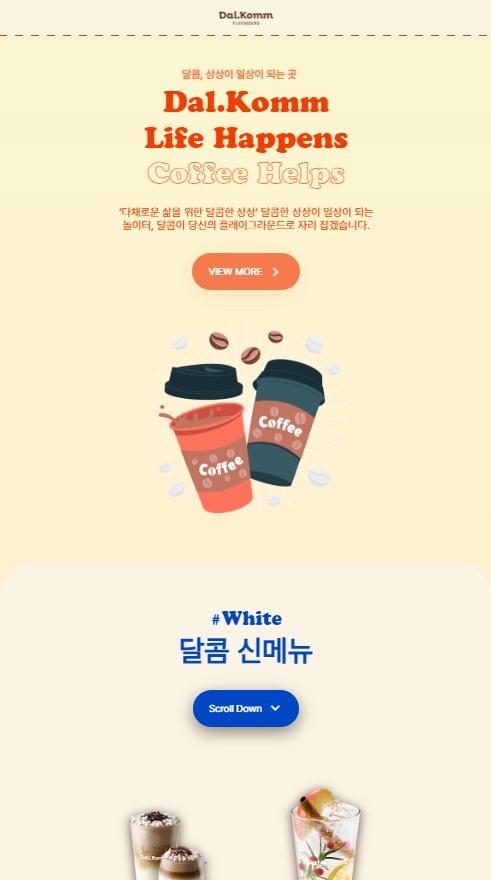 Dal.Komm
달콤, 상상이 일상이 되는 곳
Dal.Komm
Life Happens
Coffee Helps
'다채로운 삶을 위한 달콤한 상상' 달콤한 상상이 일상이 되는
놀이터, 달콤이 당신의 플레이그라운드로 자리 집겠습니다.
VIEW MORE
Coffee
Coffee
#White
달콤 신메뉴
Scroll Down